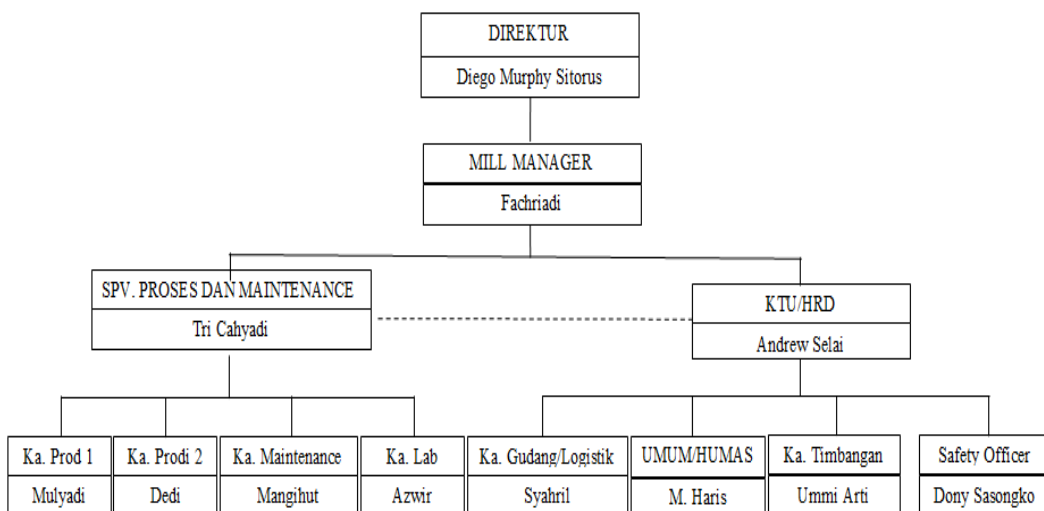 DIREKTUR
Diego Murphy Sitorus
MILL MANAGER
Fachriadi
SPV. PROSES DAN MAINTENANCE
Tri Cahyadi
KTU/HRD
Andrew Selai
Ka. Prod 1
Mulyadi
Ka. Prodi 2
Dedi
Ka. Maintenance
Mangihut
Ka. Lab
Azwir
Ka. Gudang/Logistik
Syahril
UMUM/HUMAS
M. Haris
Ka. Timbangan
Ummi Arti
Safety Officer
Dony Sasongko